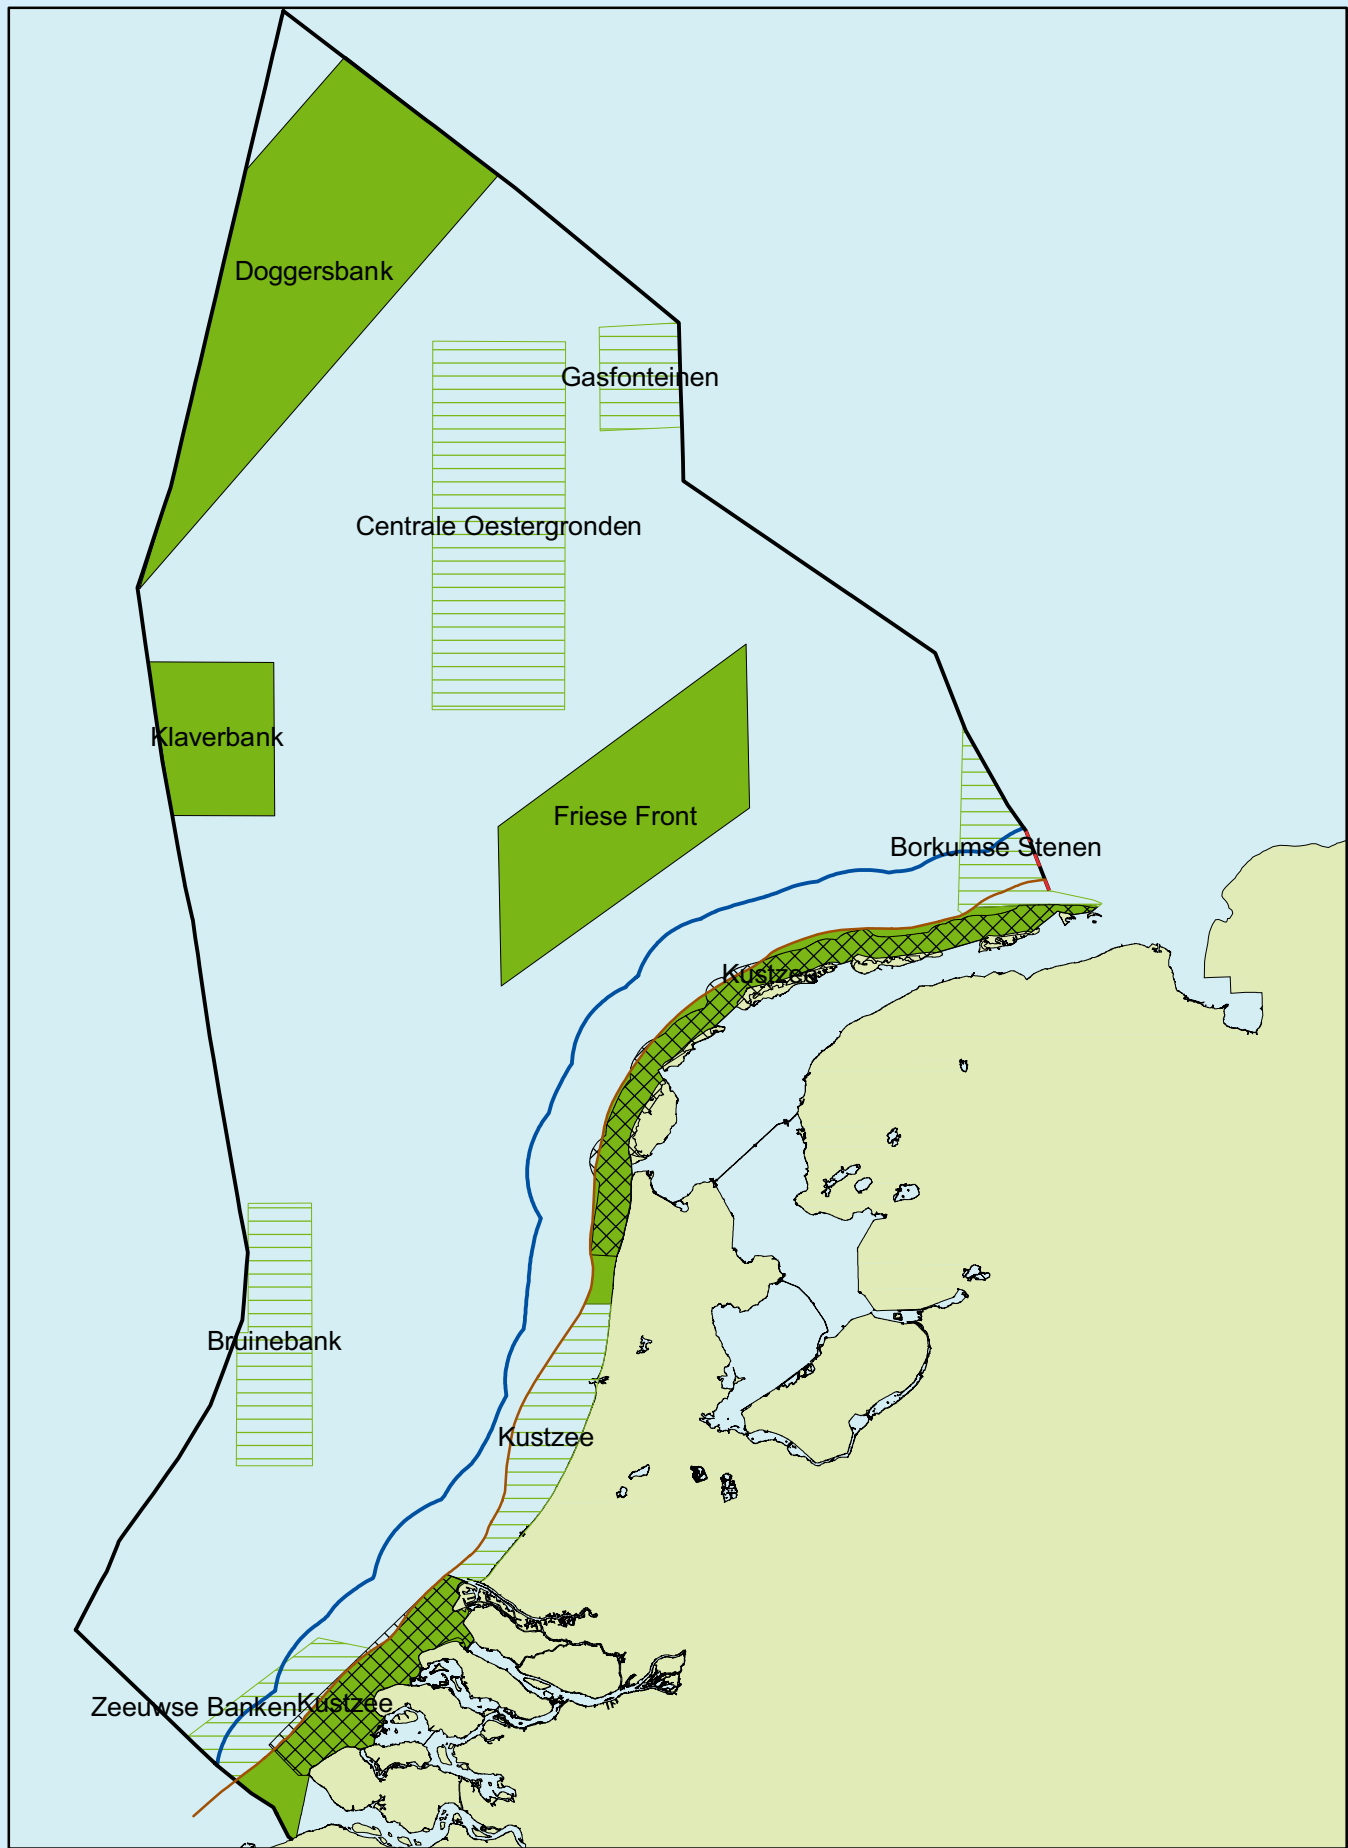 Doggersbank
Gasfonteinen
Centrale Oestergronden
Klaverbank
Friese Front
Borkumse Stenen
Kustzee
Bruinebank
Kustzee
Zeeuwse Banken
Kustzee